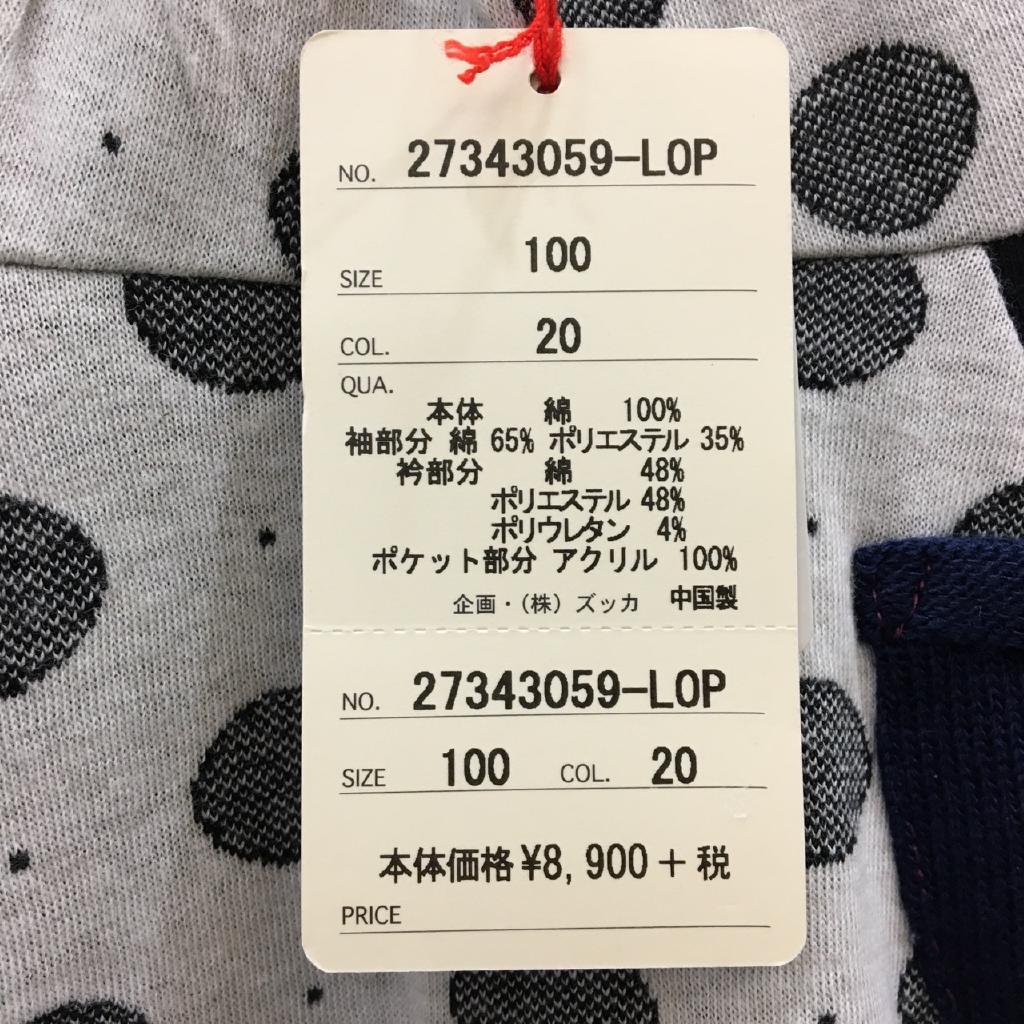 NO. 27343059-LOP
SIZE 100
COL. 20
QUA.
本体 綿 100%
袖部分 綿 65% ポリエステル 35%
衿部分 綿 48%
ポリエステル 48%
ポリウレタン 4%
ポケット部分 アクリル 100%
企画・(株) ズッカ 中国製
NO. 27343059-LOP
SIZE 100 COL. 20
本体価格¥8,900+税
PRICE